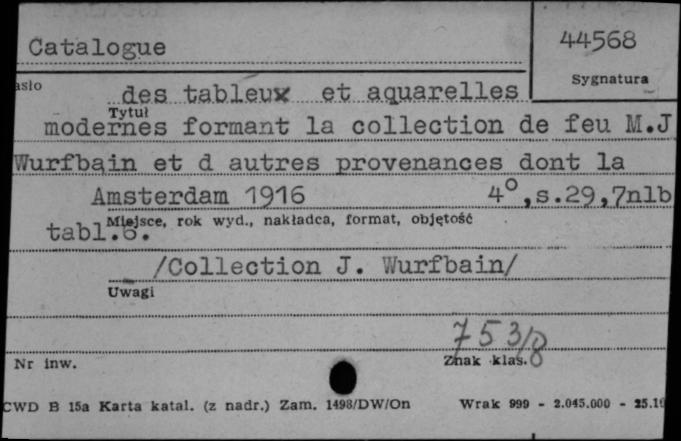 Catalogue
44568
Sygnatura
asło
des tableux et aquarelles
Tytuł
modernes formant la collection de feu M.J
Wurfbain et d autres provenances dont la
Amsterdam 1916 4°,s.29,7nlb
Miejsce, rok wyd., nakładca, format, objętość
tabl.6.
/Collection J. Wurfbain/
Uwagi
753/8
Nr inw. Znak klas.
CWD B 15a Karta katal. (z nadr.) Zam. 1498/DW/On Wrak 999 - 2.045.000 - 25.10